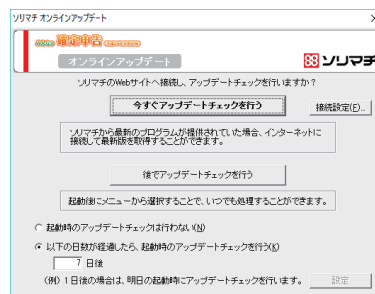 ソリマチ オンラインアップデート
確定申告
オンラインアップデート
ソリマチ
ソリマチのWebサイトへ接続し、アップデートチェックを行いますか?
今すぐアップデートチェックを行う
接続設定(F)...
ソリマチから最新のプログラムが提供されていた場合、インターネットに
接続して最新版を取得することができます。
後でアップデートチェックを行う
起動後にメニューから選択することで、いつでも処理することができます。
起動時のアップデートチェックは行わない(N)
以下の日数が経過したら、起動時のアップデートチェックを行う(K)
7 日後
(例) 1日後の場合は、明日の起動時にアップデートチェックを行います。
設定